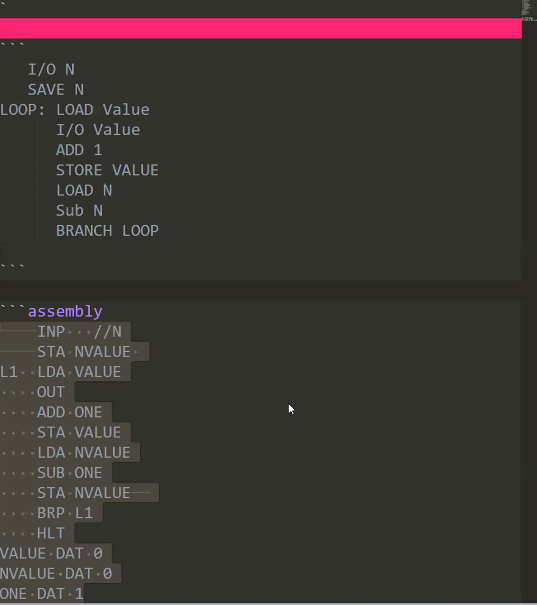 `
```
I/O N
SAVE N
LOOP: LOAD Value
I/O Value
ADD 1
STORE VALUE
LOAD N
Sub N
BRANCH LOOP
```
```assembly
INP   //N
STA NVALUE
L1  LDA VALUE
OUT
ADD ONE
STA VALUE
LDA NVALUE
SUB ONE
STA NVALUE
BRP L1
HLT
VALUE DAT 0
NVALUE DAT 0
ONE DAT 1